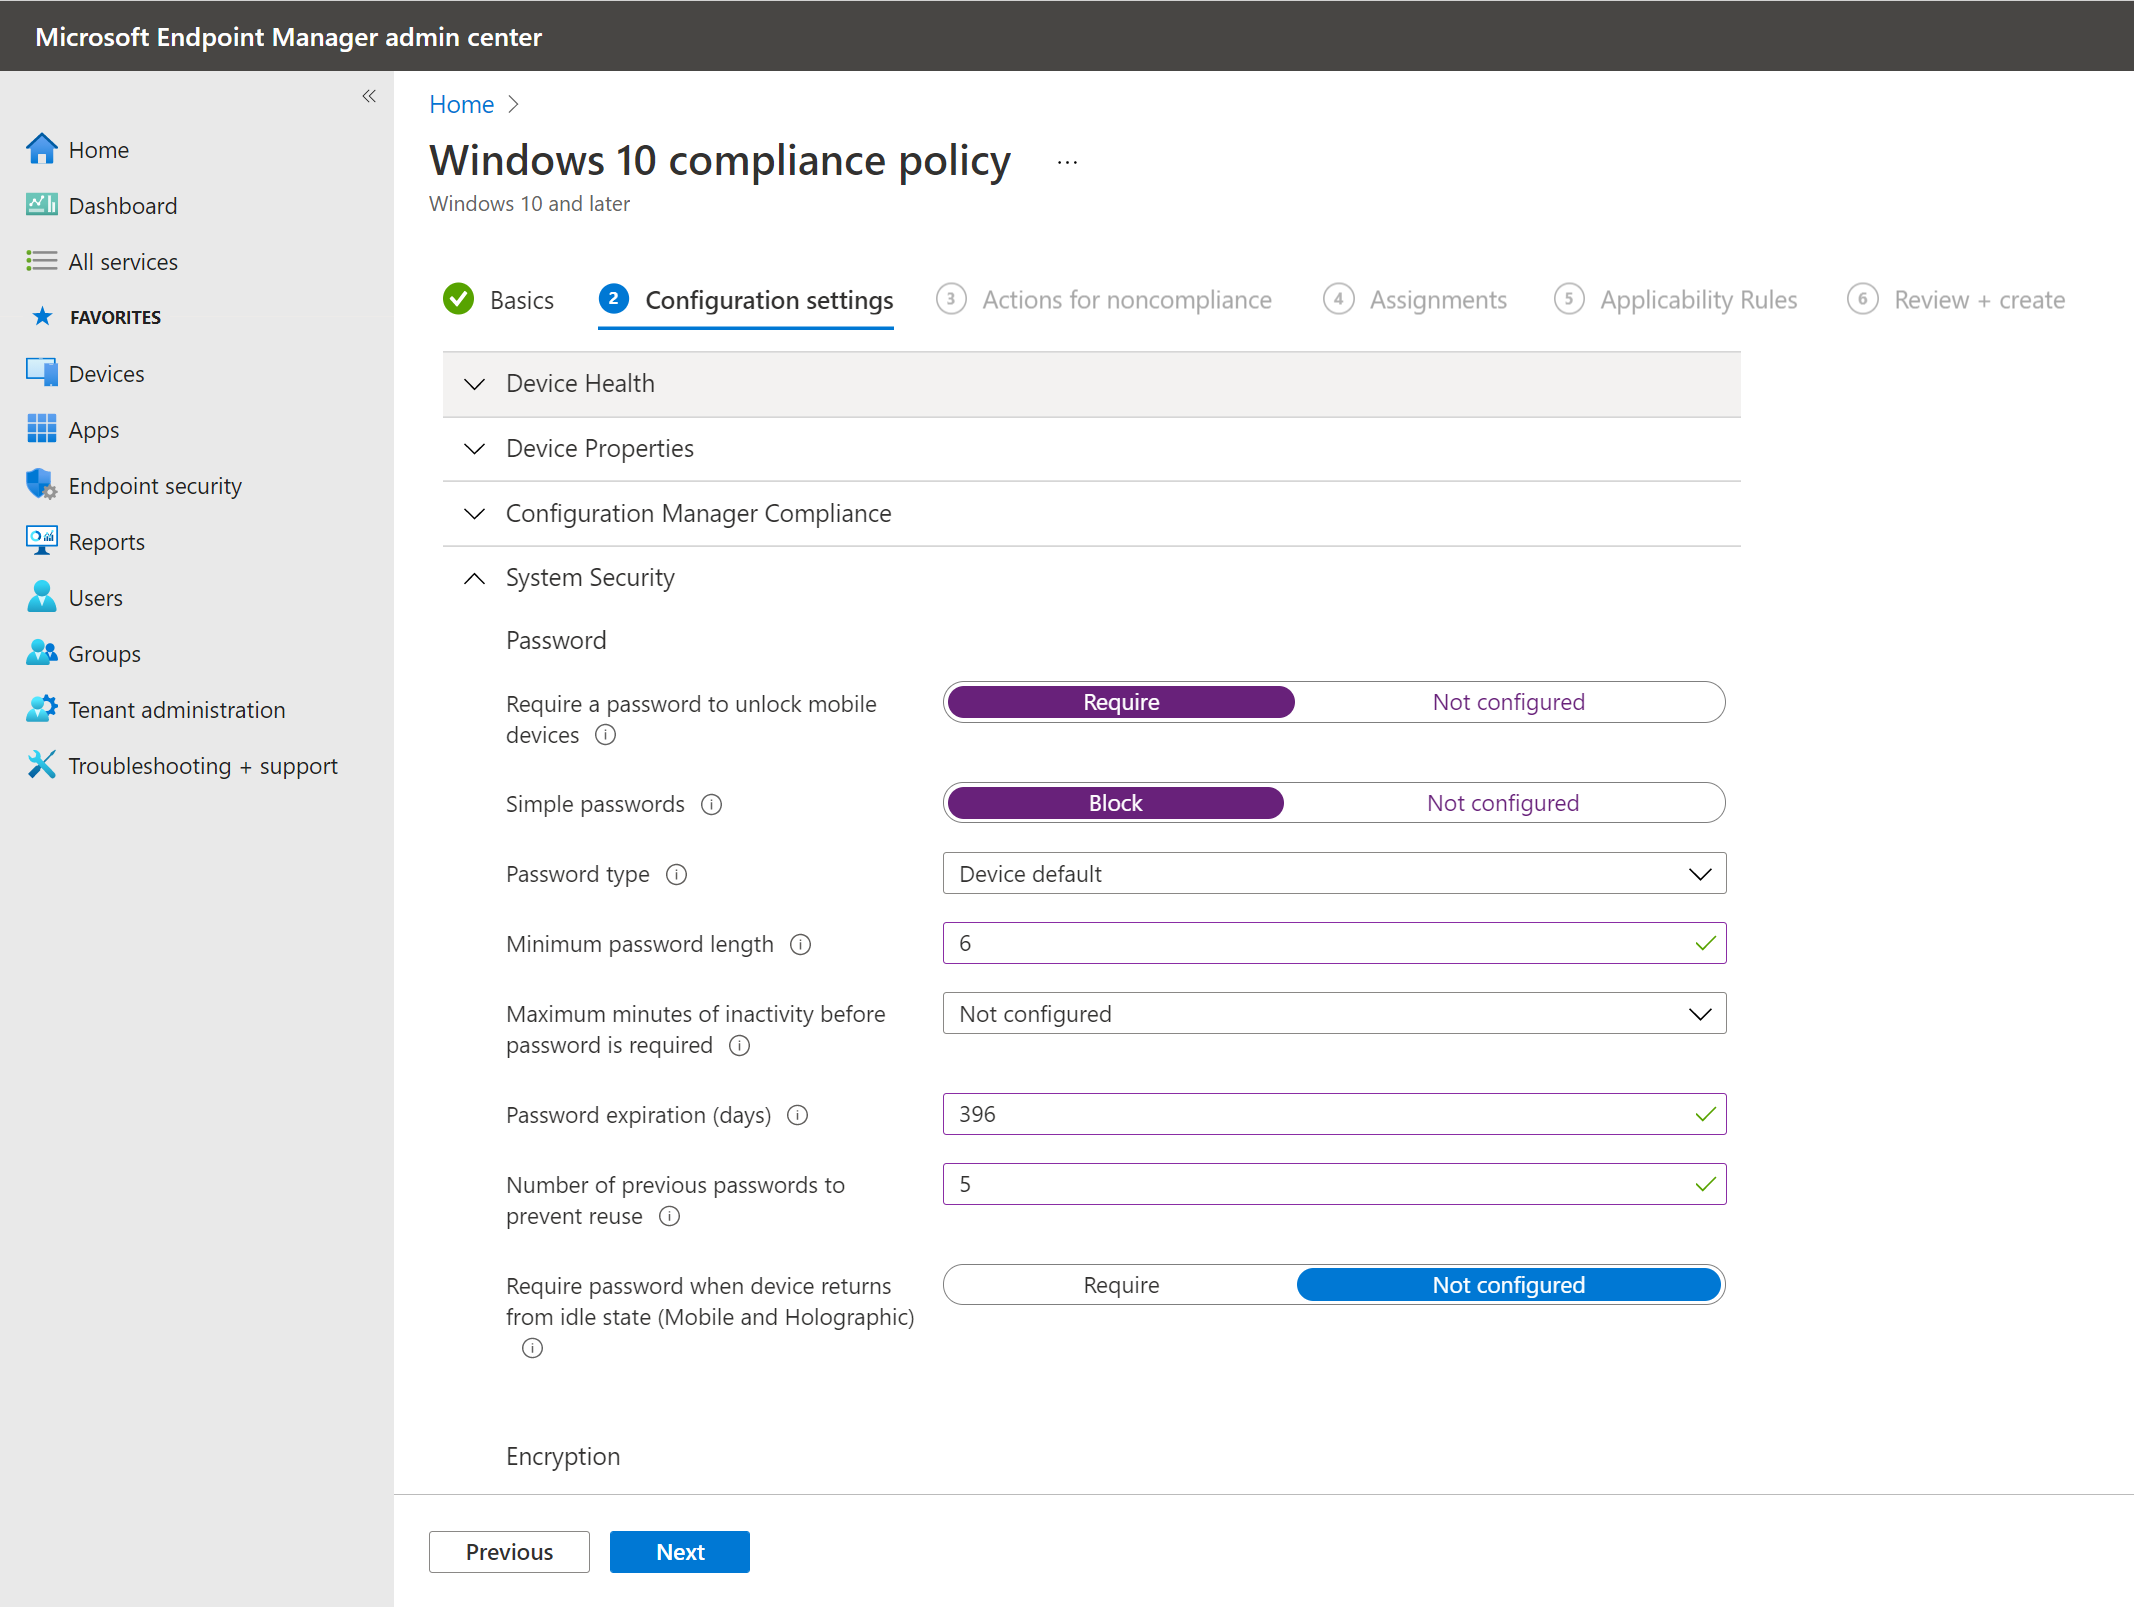 Microsoft Endpoint Manager admin center
«
Home
Dashboard
All services
FAVORITES
Devices
Apps
Endpoint security
Reports
Users
Groups
Tenant administration
Troubleshooting + support
Home >
Windows 10 compliance policy ...
Windows 10 and later
Basics
2 Configuration settings
3 Actions for noncompliance
4 Assignments
5 Applicability Rules
6 Review + create
Device Health
Device Properties
Configuration Manager Compliance
System Security
Password
Require a password to unlock mobile
devices
Require Not configured
Simple passwords
Block Not configured
Password type
Device default
Minimum password length
6
Maximum minutes of inactivity before
password is required
Not configured
Password expiration (days)
396
Number of previous passwords to
prevent reuse
5
Require password when device returns
from idle state (Mobile and Holographic)
Require Not configured
Encryption
Previous
Next